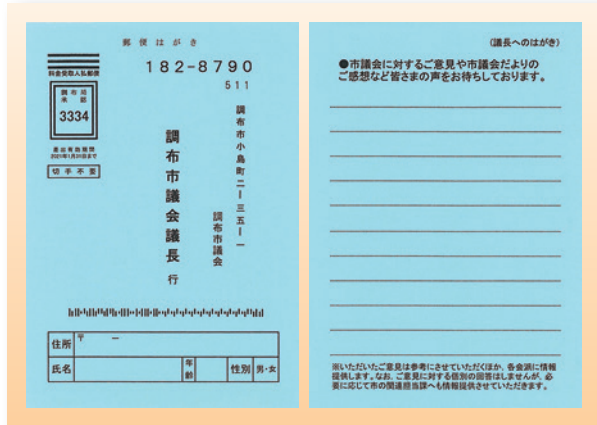 郵便はがき
182-8790
511
料金受取人払郵便
調布局
承認
3334
差出有効期間
2021年1月31日まで
切手不要
調布市小島町二ー三五ー一
調布市議会
調布市議会議長 行
住所 〒 ー
氏名 年齢 性別 男・女
(議長へのはがき)
●市議会に対するご意見や市議会だよりの
ご感想など皆さまの声をお待ちしております。
※いただいたご意見は参考にさせていただくほか、各会派に情報
提供します。なお、ご意見に対する個別の回答はしませんが、必
要に応じて市の関連担当課へも情報提供させていただきます。